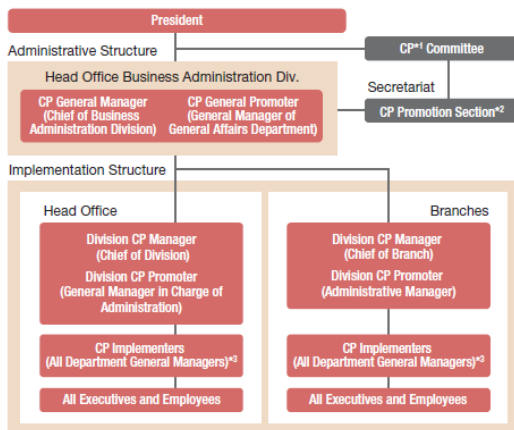 President
Administrative Structure
CP*1 Committee
Head Office Business Administration Div.
Secretariat
CP General Manager
(Chief of Business
Administration Division)
CP General Promoter
(General Manager of
General Affairs Department)
CP Promotion Section*2
Implementation Structure
Head Office
Division CP Manager
(Chief of Division)
Division CP Promoter
(General Manager in Charge of
Administration)
CP Implementers
(All Department General Managers)*3
All Executives and Employees
Branches
Division CP Manager
(Chief of Branch)
Division CP Promoter
(Administrative Manager)
CP Implementers
(All Department General Managers)*3
All Executives and Employees